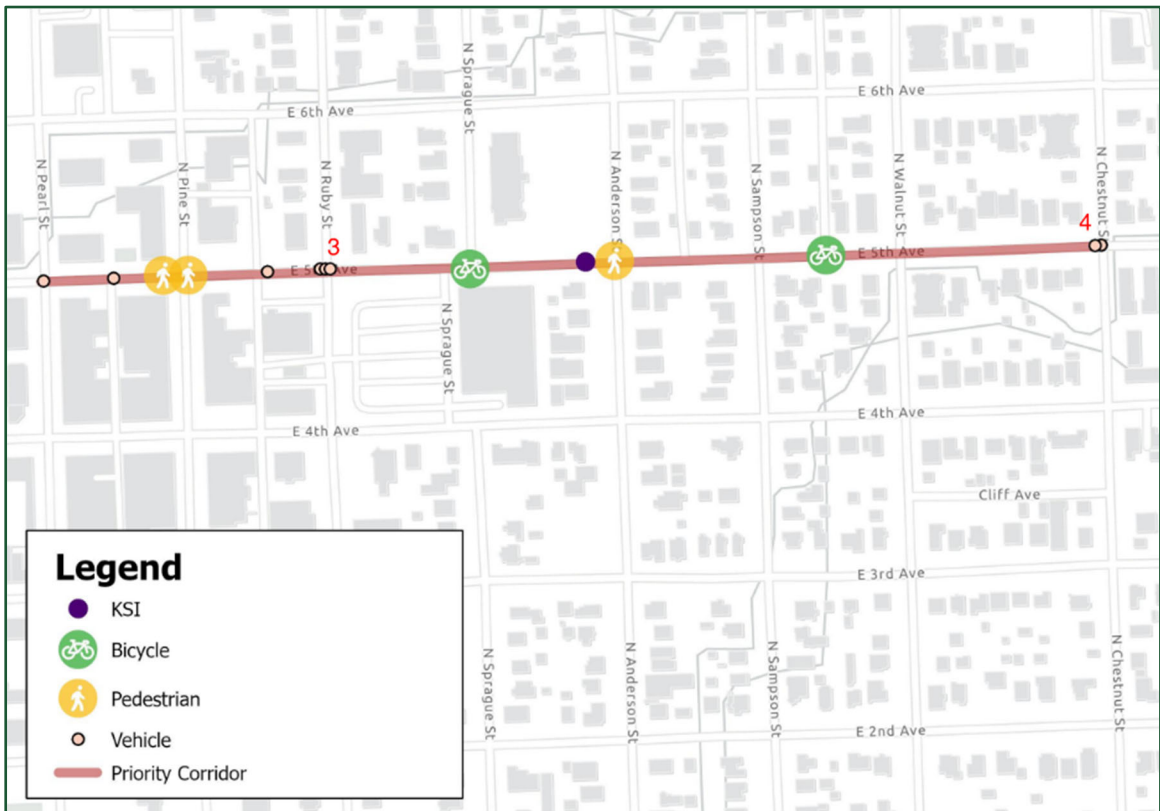 N Sprague St
E 6th Ave
E 6th Ave
N Pearl St
N Pine St
N Ruby St
N Anderson St
N Sampson St
N Walnut St
N Chestnut St
3
4
E 5th Ave
E 5th Ave
N Sprague St
E 4th Ave
E 4th Ave
Cliff Ave
E 3rd Ave
N Sprague St
N Anderson St
N Sampson St
N Chestnut St
E 2nd Ave
Legend
KSI
Bicycle
Pedestrian
Vehicle
Priority Corridor